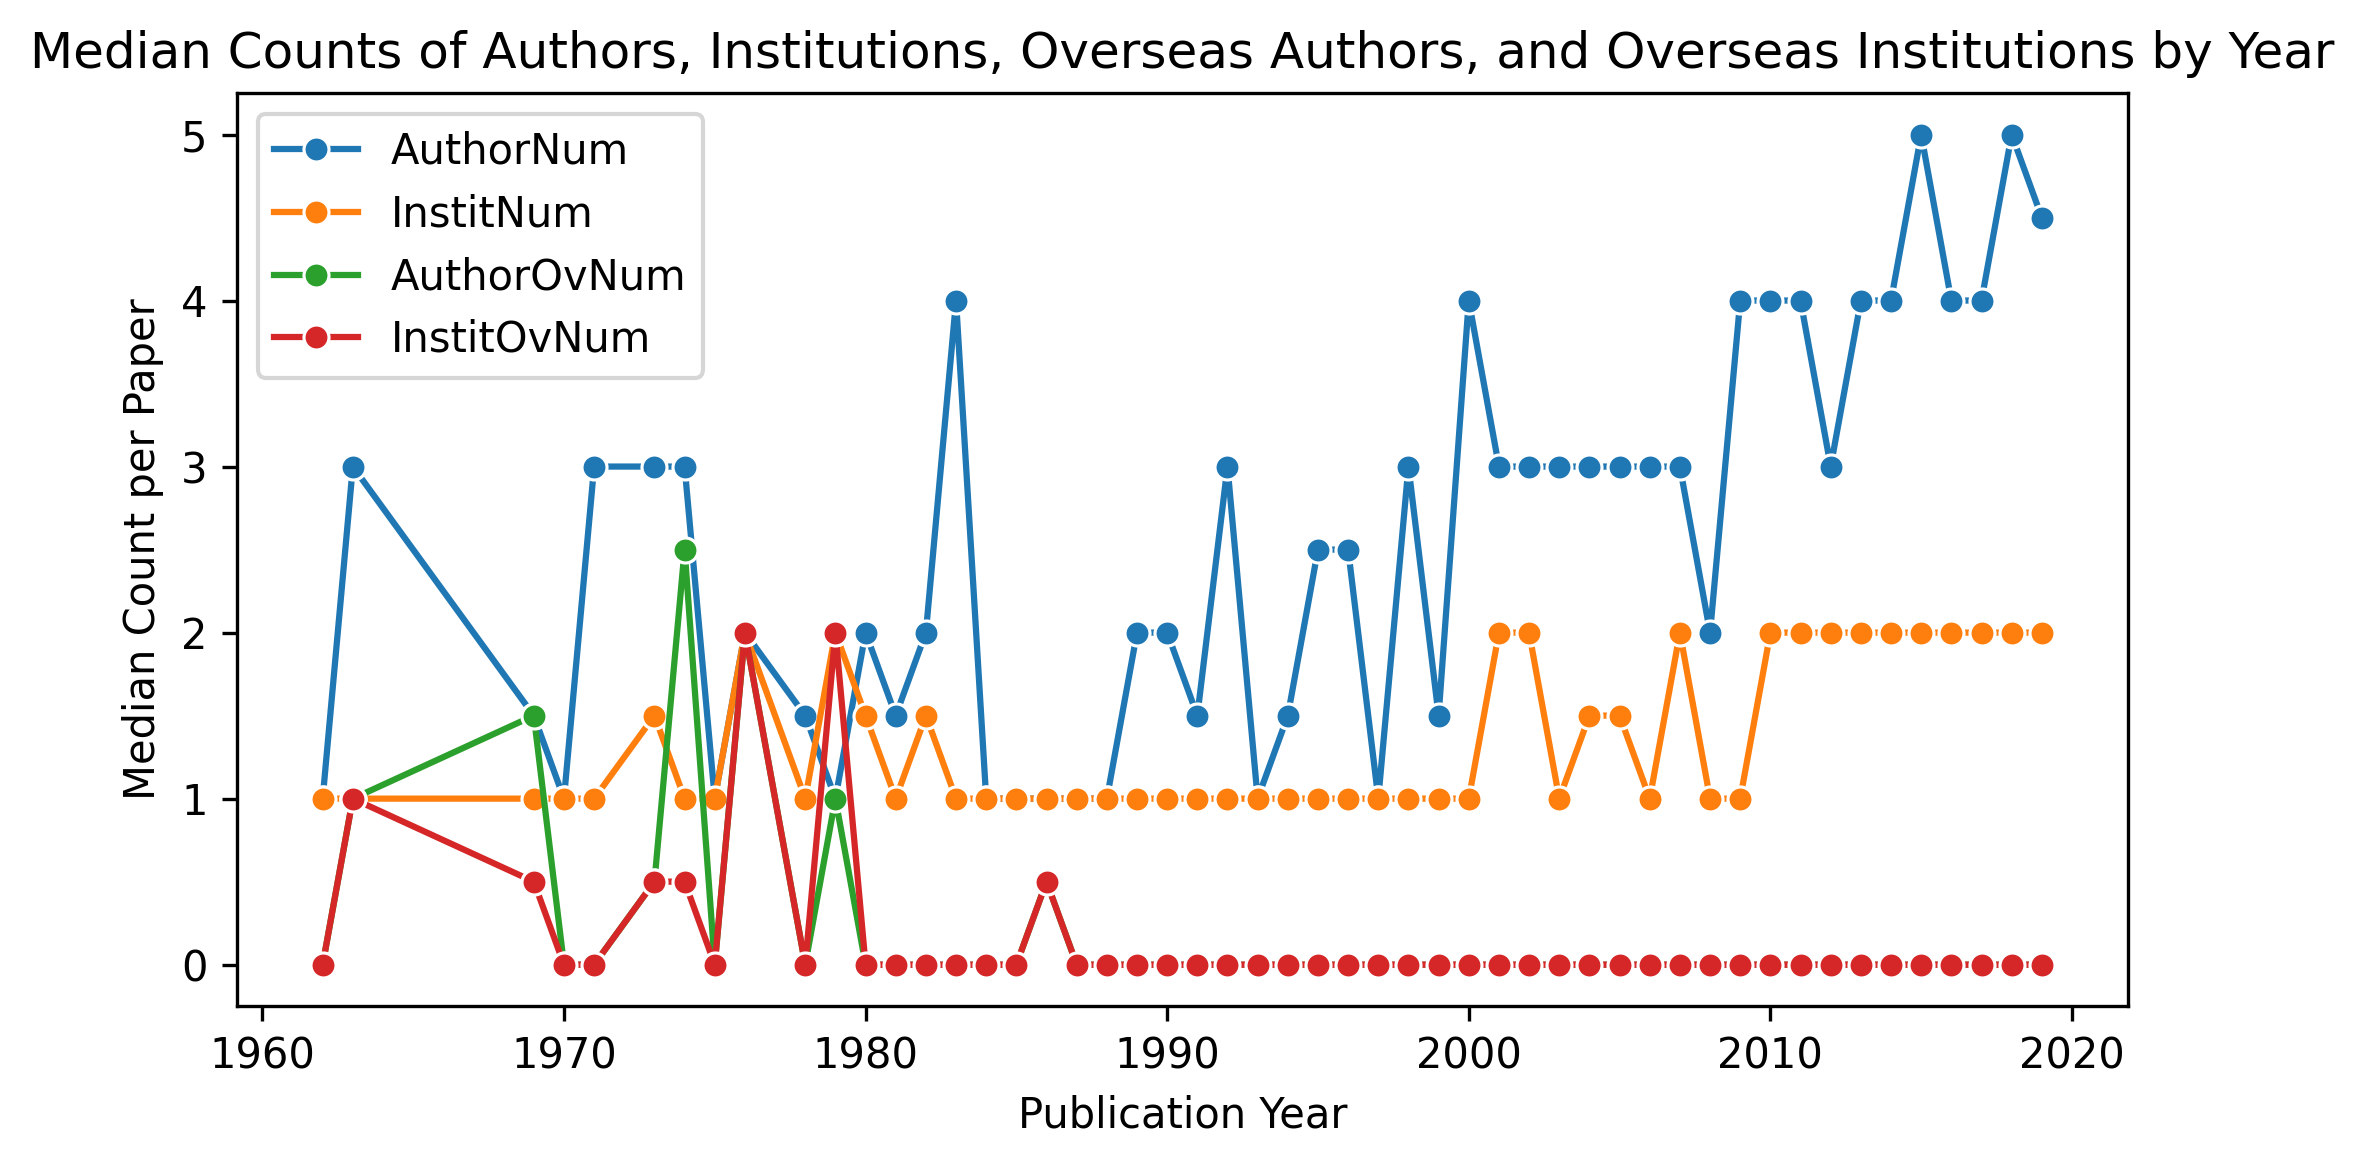 Median Counts of Authors, Institutions, Overseas Authors, and Overseas Institutions by Year
AuthorNum
InstitNum
AuthorOvNum
InstitOvNum
Median Count per Paper
5
4
3
2
1
0
1960 1970 1980 1990 2000 2010 2020
Publication Year